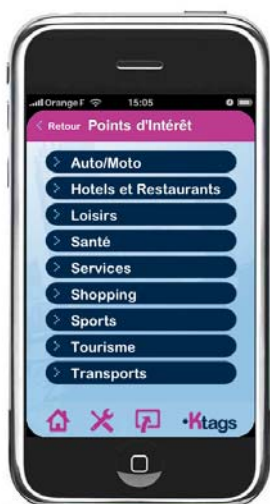 Orange F 15:05
Retour Points d'Intérêt
Auto/Moto
Hotels et Restaurants
Loisirs
Santé
Services
Shopping
Sports
Tourisme
Transports
•Ktags